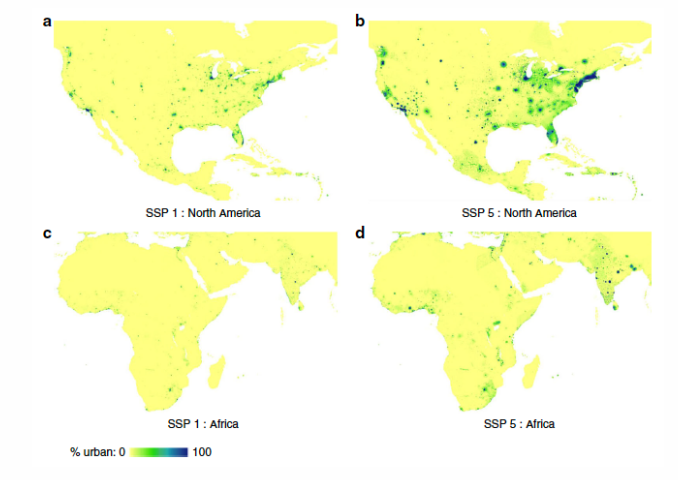 a
b
SSP 1 : North America
SSP 5 : North America
c
d
SSP 1 : Africa
SSP 5 : Africa
% urban: 0 100